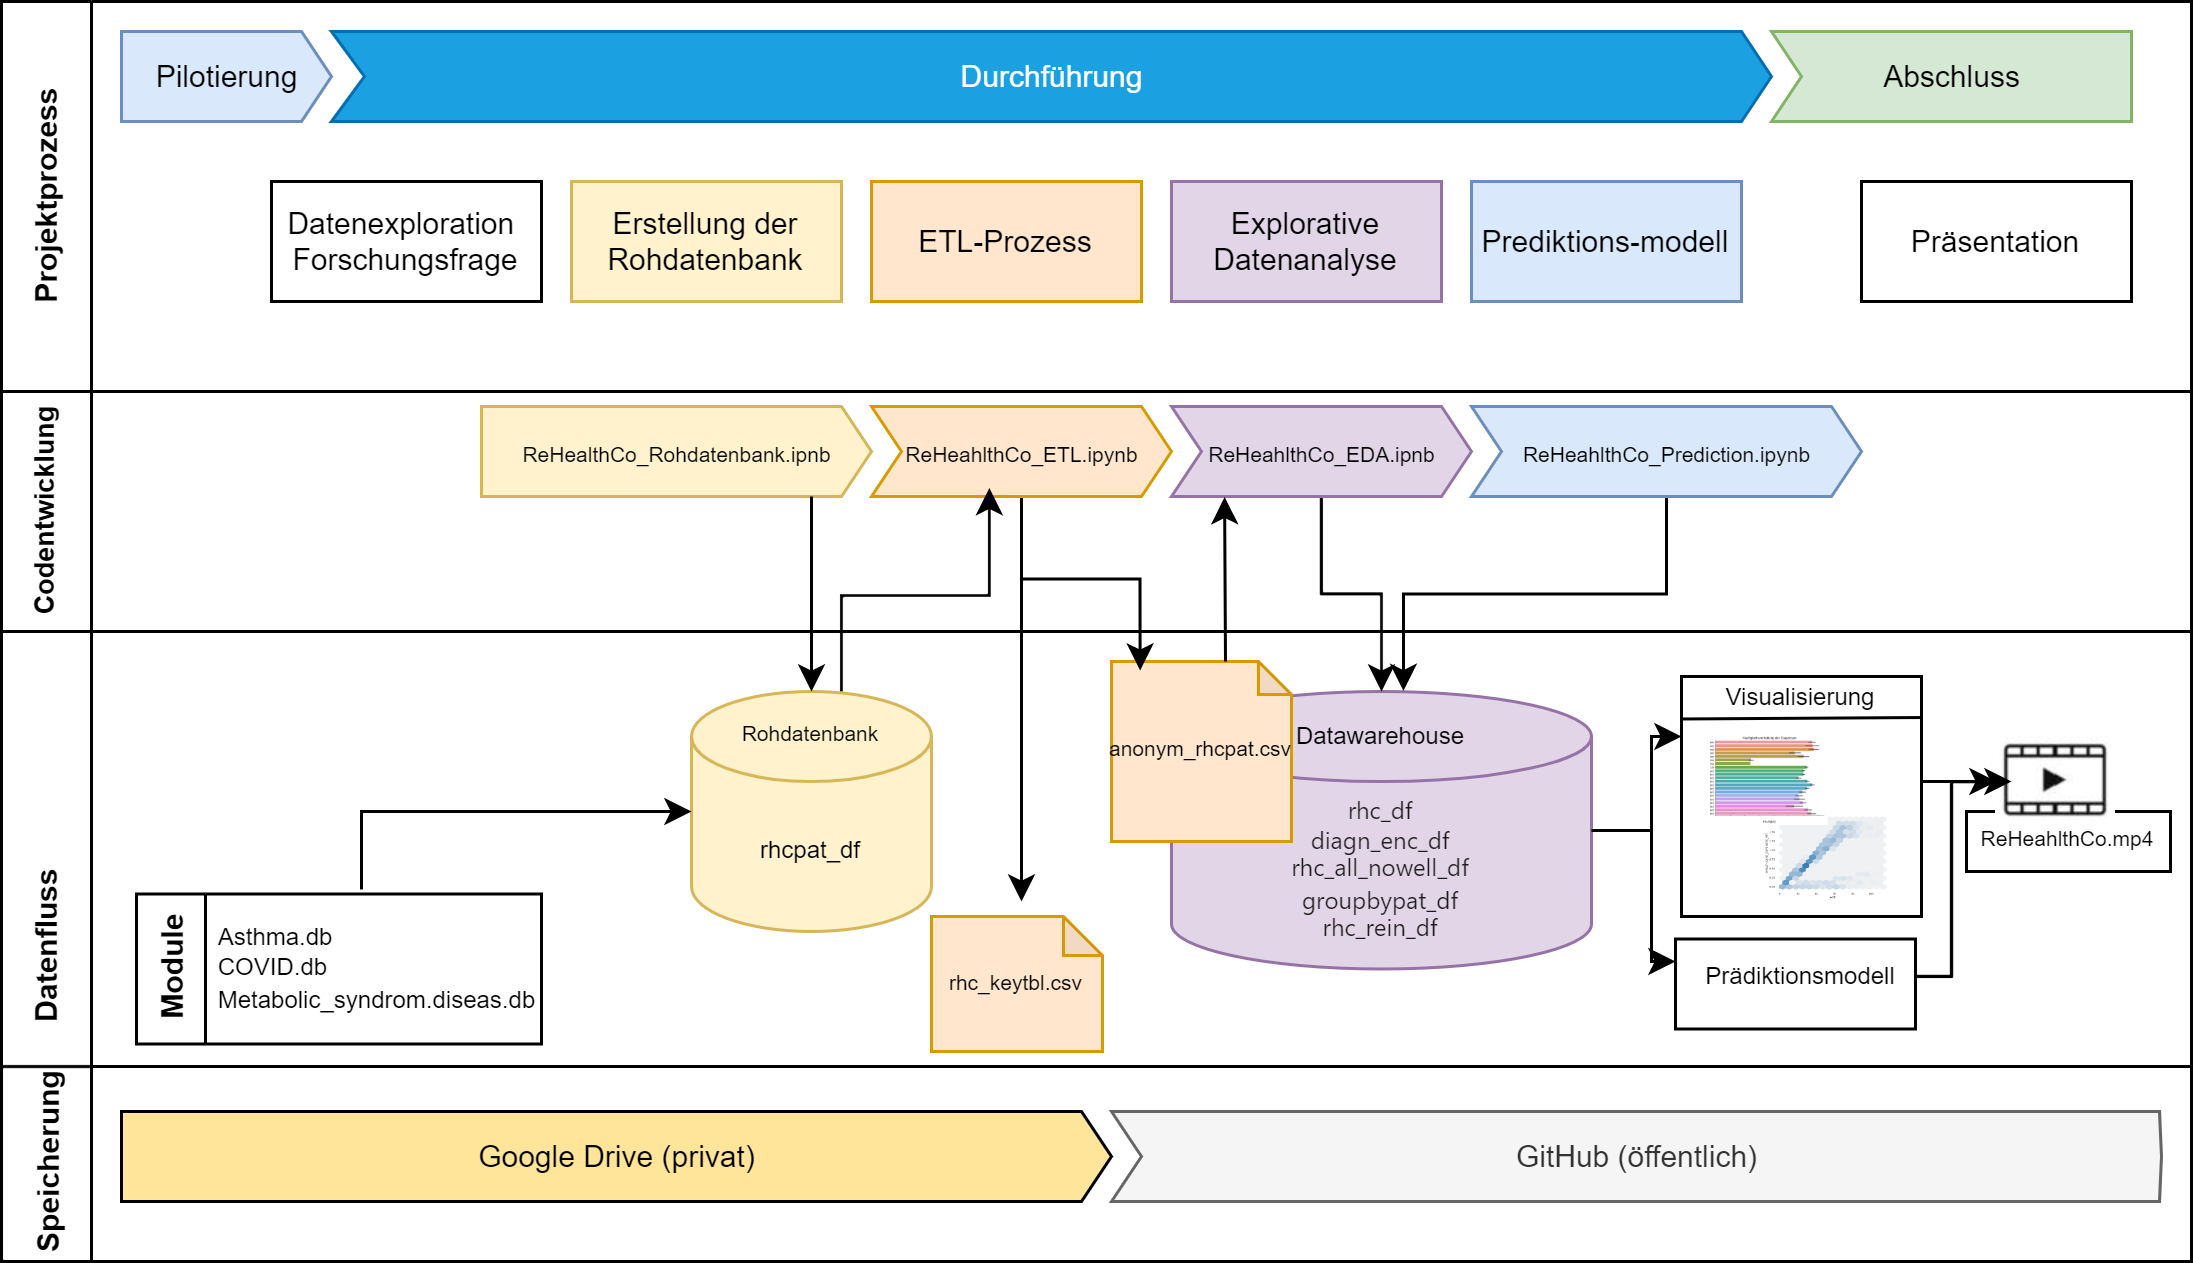 Projektprozess
Pilotierung
Durchführung
Abschluss
Datenexploration
Forschungsfrage
Erstellung der
Rohdatenbank
ETL-Prozess
Explorative
Datenanalyse
Prediktions-modell
Präsentation
Codentwicklung
ReHealthCo_Rohdatenbank.ipnb
ReHeahlthCo_ETL.ipynb
ReHeahlthCo_EDA.ipnb
ReHeahlthCo_Prediction.ipynb
Datenfluss
Module
Asthma.db
COVID.db
Metabolic_syndrom.diseas.db
Rohdatenbank
rhcpat_df
rhc_keytbl.csv
anonym_rhcpat.csv
Datawarehouse
rhc_df
diagn_enc_df
rhc_all_nowell_df
groupbypat_df
rhc_rein_df
Visualisierung
Prädiktionsmodell
ReHeahlthCo.mp4
Speicherung
Google Drive (privat)
GitHub (öffentlich)